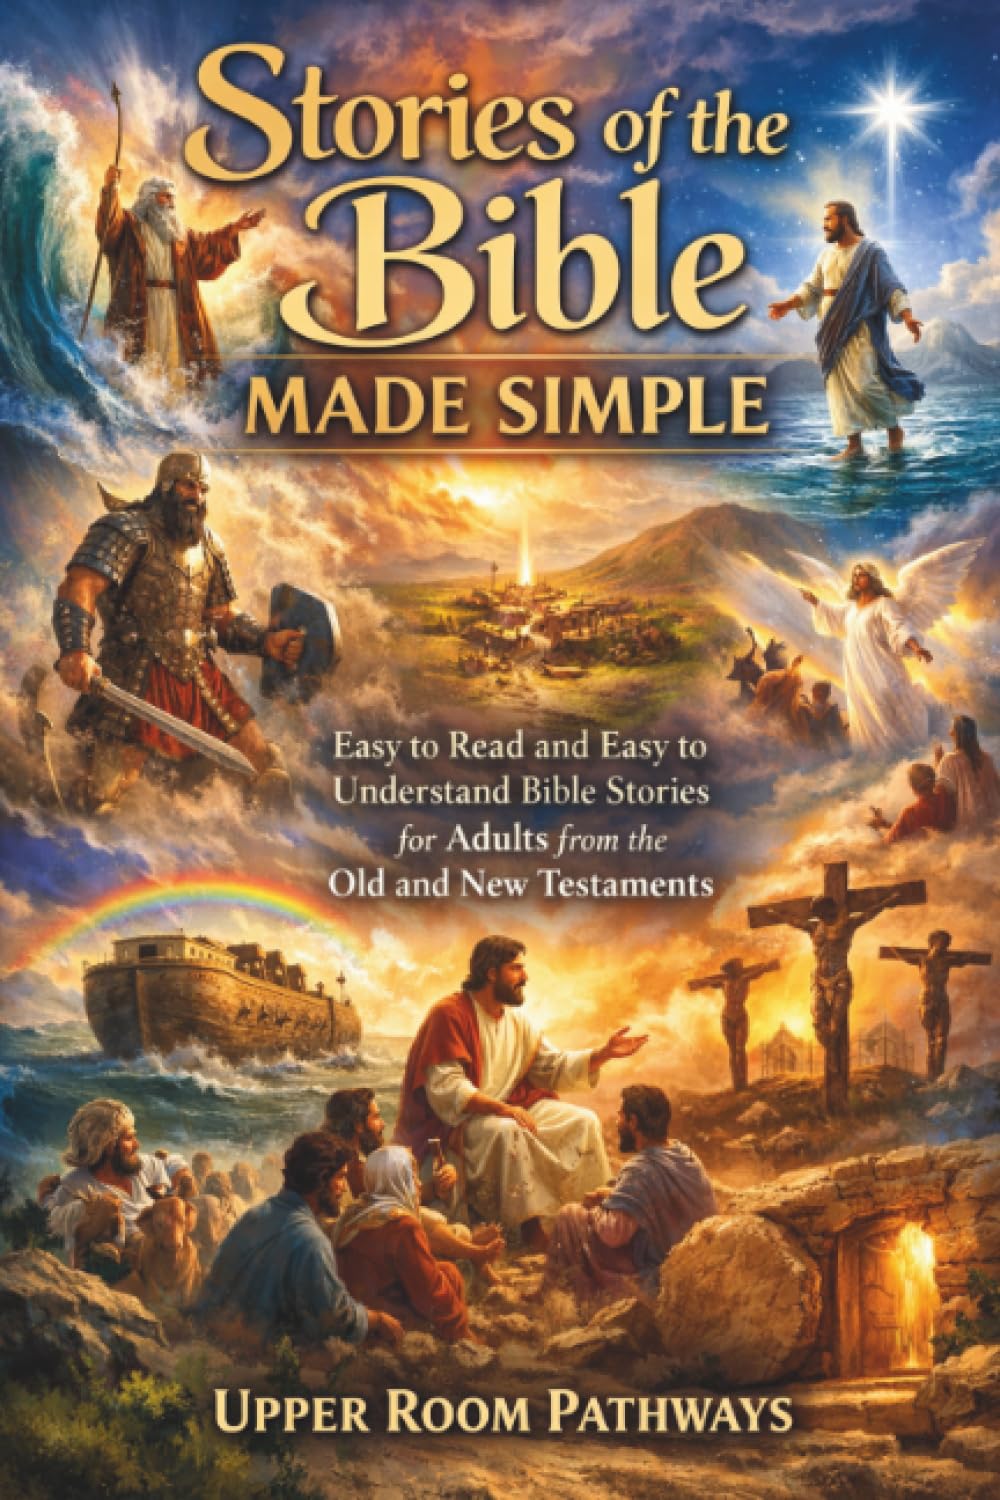 Stories of the
Bible
MADE SIMPLE
Easy to Read and Easy to
Understand Bible Stories
for Adults from the
Old and New Testaments
UPPER ROOM PATHWAYS